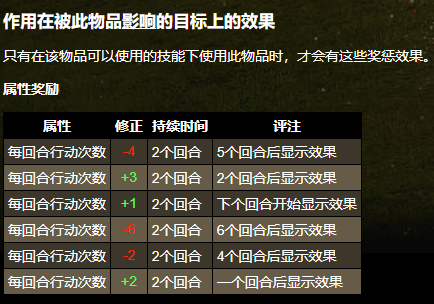 作用在被此物品影响的目标上的效果
只有在该物品可以使用的技能下使用此物品时，才会有这些奖惩效果。
属性奖励
属性 修正 持续时间 评注
每回合行动次数 -4 2个回合 5个回合后显示效果
每回合行动次数 +3 2个回合 2个回合后显示效果
每回合行动次数 +1 2个回合 下个回合开始显示效果
每回合行动次数 -6 2个回合 6个回合后显示效果
每回合行动次数 -2 2个回合 4个回合后显示效果
每回合行动次数 +2 2个回合 一个回合后显示效果